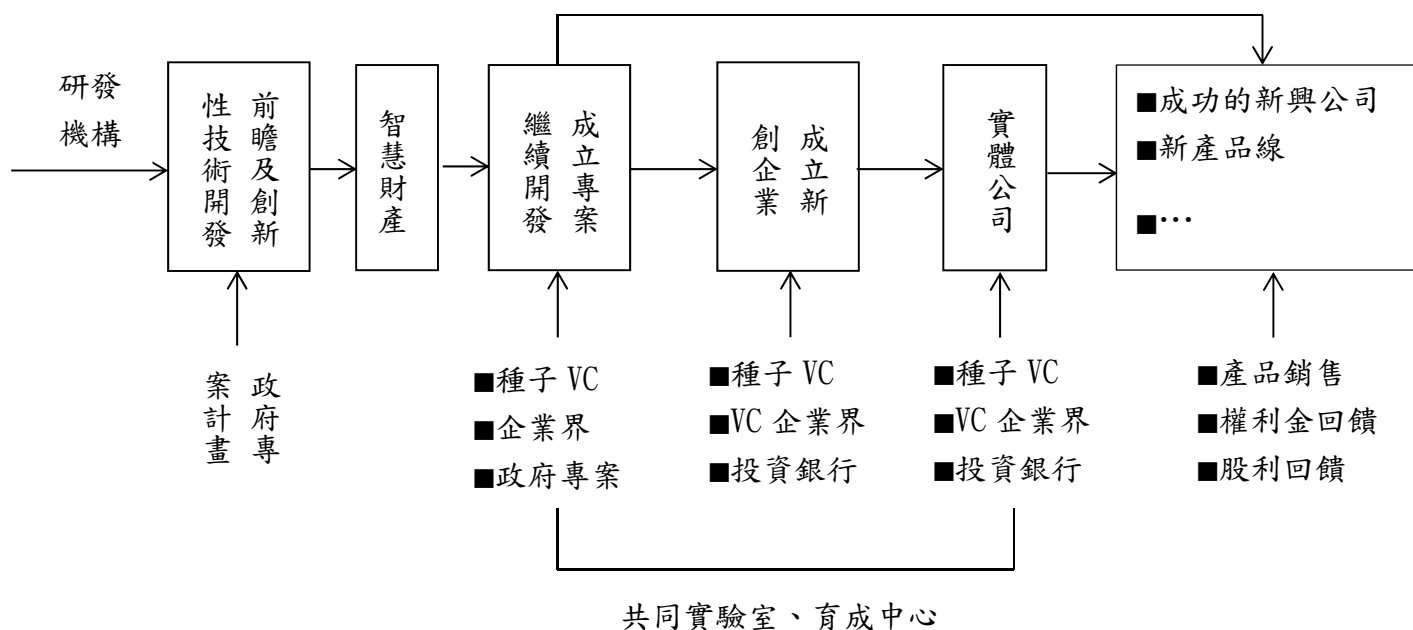 研發
機構
前瞻及創新
性技術開發
智慧財產
成立專案
繼續開發
成立新
創企業
實體公司
■成功的新興公司
■新產品線
■…
政府專
案計畫
■種子 VC
■企業界
■政府專案
■種子 VC
■VC 企業界
■投資銀行
■種子 VC
■VC 企業界
■投資銀行
■產品銷售
■權利金回饋
■股利回饋
共同實驗室、育成中心